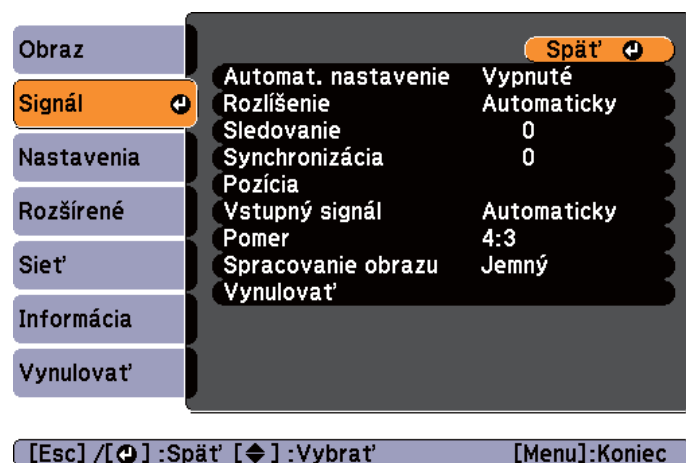 Obraz
Signál
Nastavenia
Rozšírené
Sieť
Informácia
Vynulovať
Späť
Automat. nastavenie Vypnuté
Rozlíšenie Automaticky
Sledovanie 0
Synchronizácia 0
Pozícia
Vstupný signál Automaticky
Pomer 4:3
Spracovanie obrazu Jemný
Vynulovať
[Esc] /[ ] :Späť [ ] :Vybrať [Menu]:Koniec